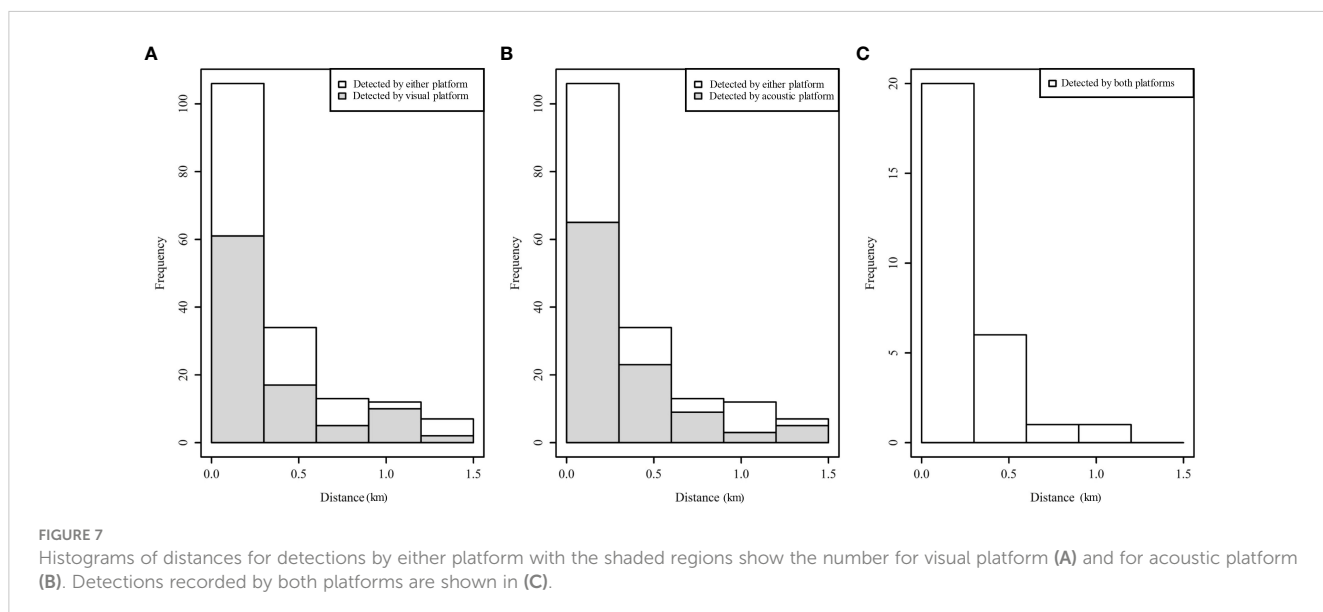 A
Detected by either platform
Detected by visual platform
Frequency
100
80
60
40
20
0
0.0 0.5 1.0 1.5
Distance (km)
B
Detected by either platform
Detected by acoustic platform
Frequency
100
80
60
40
20
0
0.0 0.5 1.0 1.5
Distance (km)
C
Detected by both platforms
Frequency
20
15
10
5
0
0.0 0.5 1.0 1.5
Distance (km)
FIGURE 7
Histograms of distances for detections by either platform with the shaded regions show the number for visual platform (A) and for acoustic platform
(B). Detections recorded by both platforms are shown in (C).